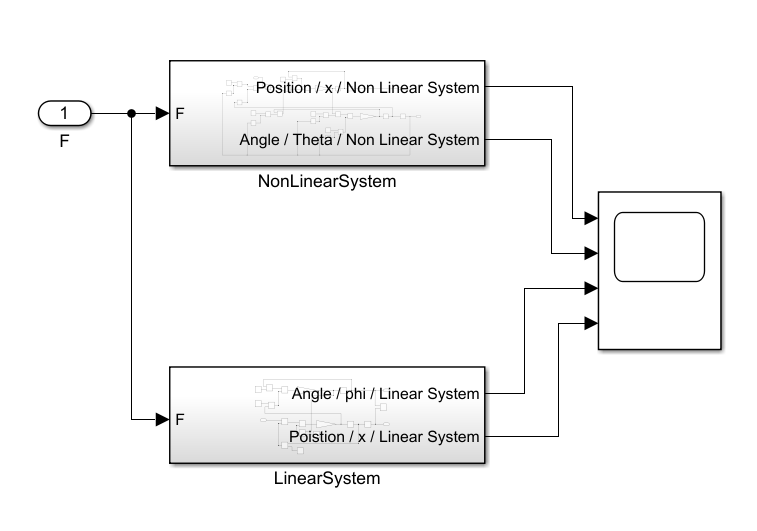 1
F
F
Position / x / Non Linear System
Angle / Theta / Non Linear System
NonLinearSystem
F
Angle / phi / Linear System
Poistion / x / Linear System
LinearSystem